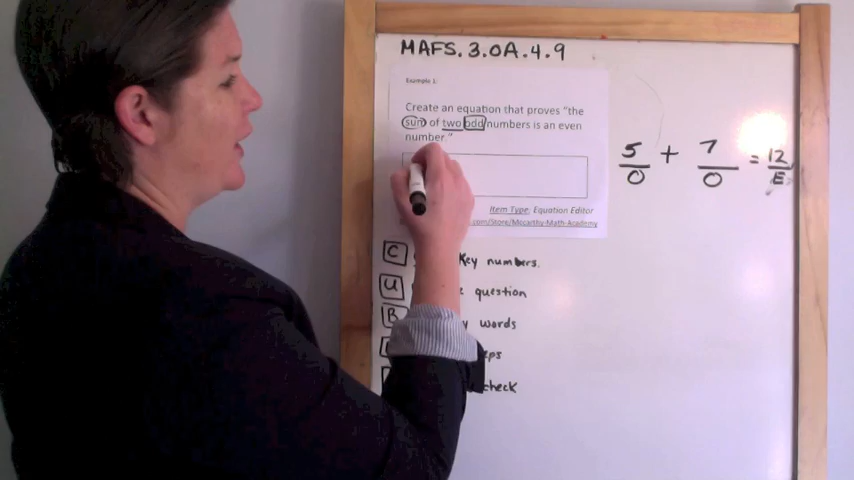 MAFS.3.OA.4.9
Example 1:
Create an equation that proves "the
sum of two odd numbers is an even
number."
5 + 7 = 12
O O E
Item Type: Equation Editor
.com/Store/Mccarthy-Math-Academy
C Key numbers.
U question
B words
check